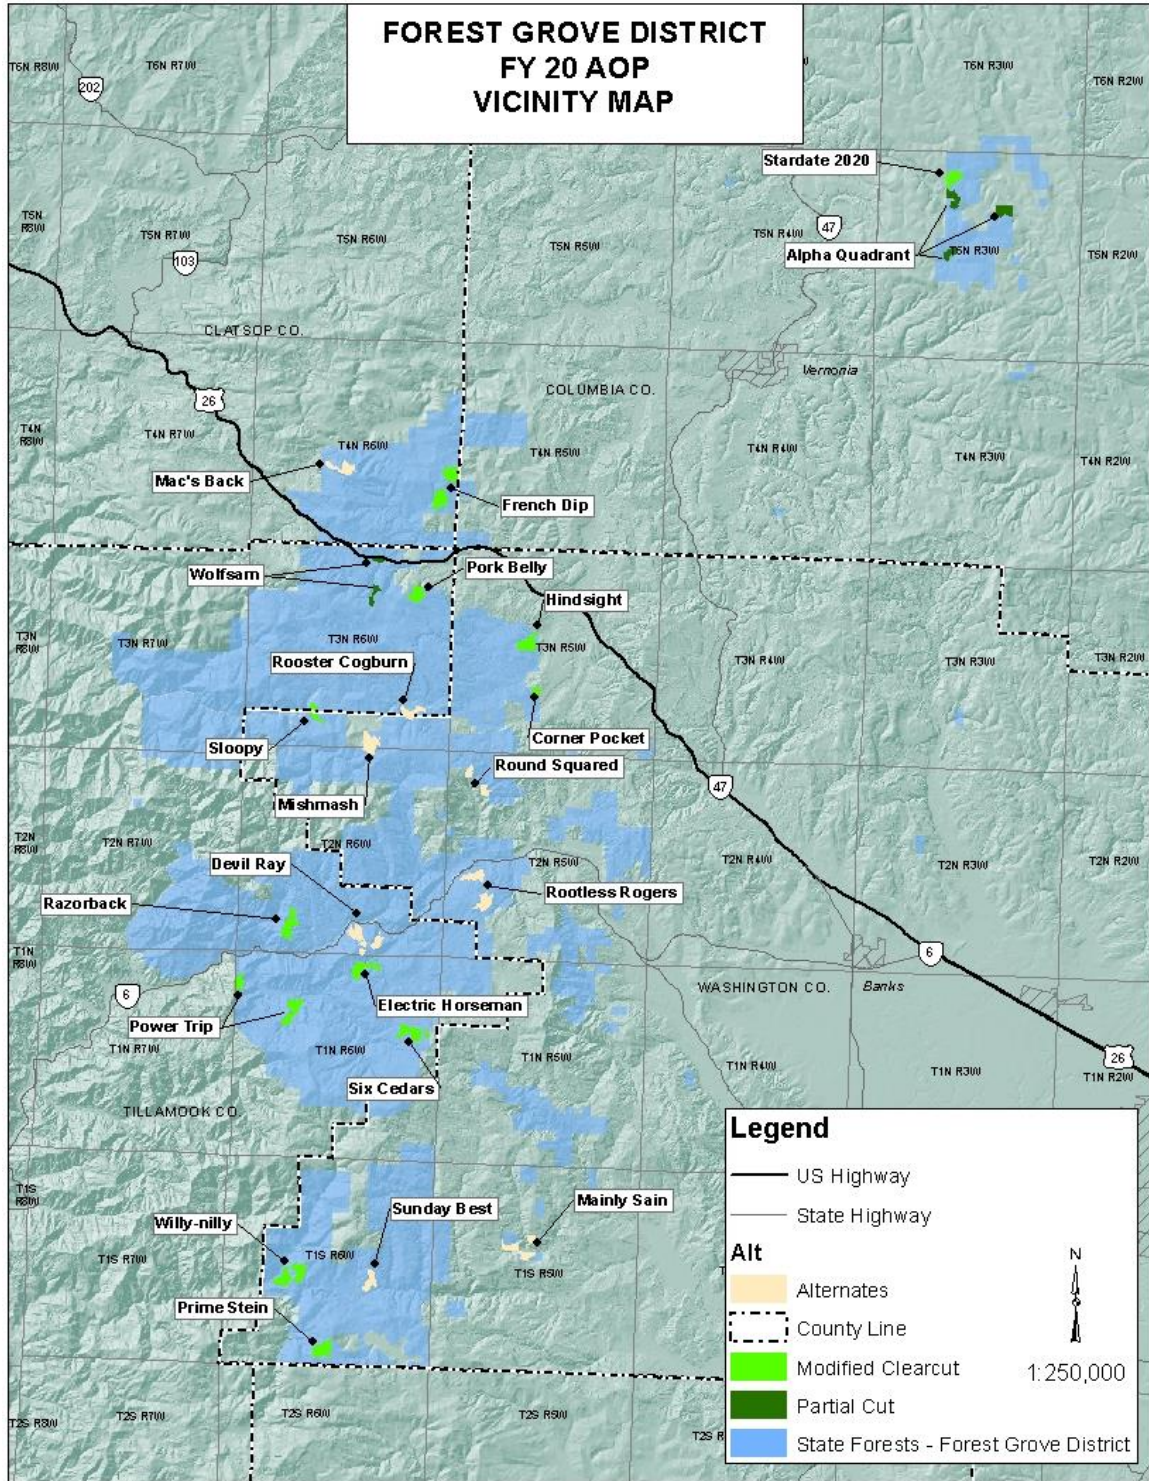 FOREST GROVE DISTRICT
FY 20 AOP
VICINITY MAP
T6N R8W
T6N R7W
T6N R3W
T6N R2W
202
Stardate 2020
T5N R8W
T5N R7W
T5N R6W
T5N R5W
T5N R4W
47
Alpha Quadrant
T5N R3W
T5N R2W
103
CLATSOP CO.
COLUMBIA CO.
Vernonia
26
T4N R8W
T4N R7W
T4N R6W
T4N R5W
T4N R4W
T4N R3W
T4N R2W
Mac's Back
French Dip
Wolfsam
Pork Belly
Hindsight
T3N R8W
T3N R7W
T3N R6W
T3N R5W
T3N R4W
T3N R3W
T3N R2W
Rooster Cogburn
Sloopy
Corner Pocket
Round Squared
Mishmash
47
T2N R8W
T2N R7W
T2N R6W
T2N R5W
T2N R4W
T2N R3W
T2N R2W
Devil Ray
Rootless Rogers
Razorback
T1N R8W
6
6
WASHINGTON CO.
Banks
Electric Horseman
Power Trip
T1N R7W
T1N R6W
T1N R5W
T1N R4W
T1N R3W
T1N R2W
26
Six Cedars
TILLAMOOK CO.
T1S R8W
T1S R7W
T1S R6W
T1S R5W
Willy-nilly
Sunday Best
Mainly Sain
Prime Stein
T2S R8W
T2S R7W
T2S R6W
T2S R5W
T2S R
Legend
US Highway
State Highway
Alt
Alternates
County Line
Modified Clearcut
Partial Cut
State Forests - Forest Grove District
N
1:250,000